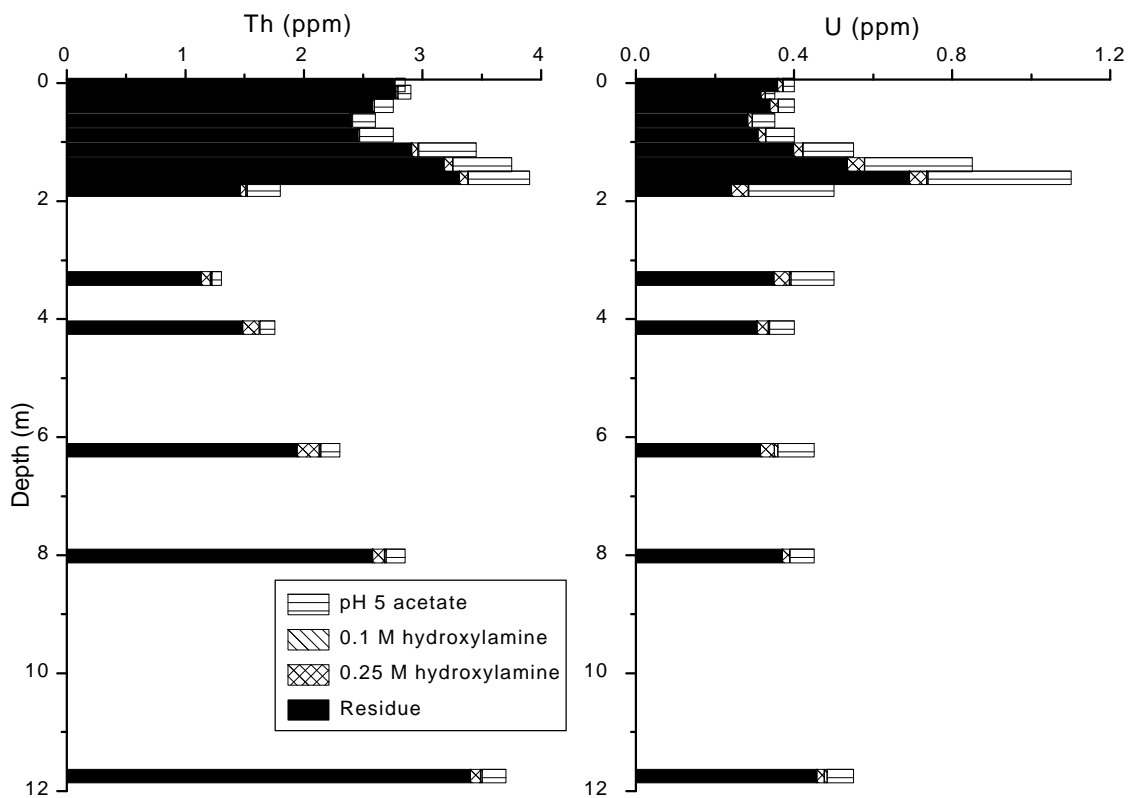 Th (ppm)
U (ppm)
0 1 2 3 4
0.0 0.4 0.8 1.2
0
2
4
6
8
10
12
Depth (m)
0
2
4
6
8
10
12
pH 5 acetate
0.1 M hydroxylamine
0.25 M hydroxylamine
Residue